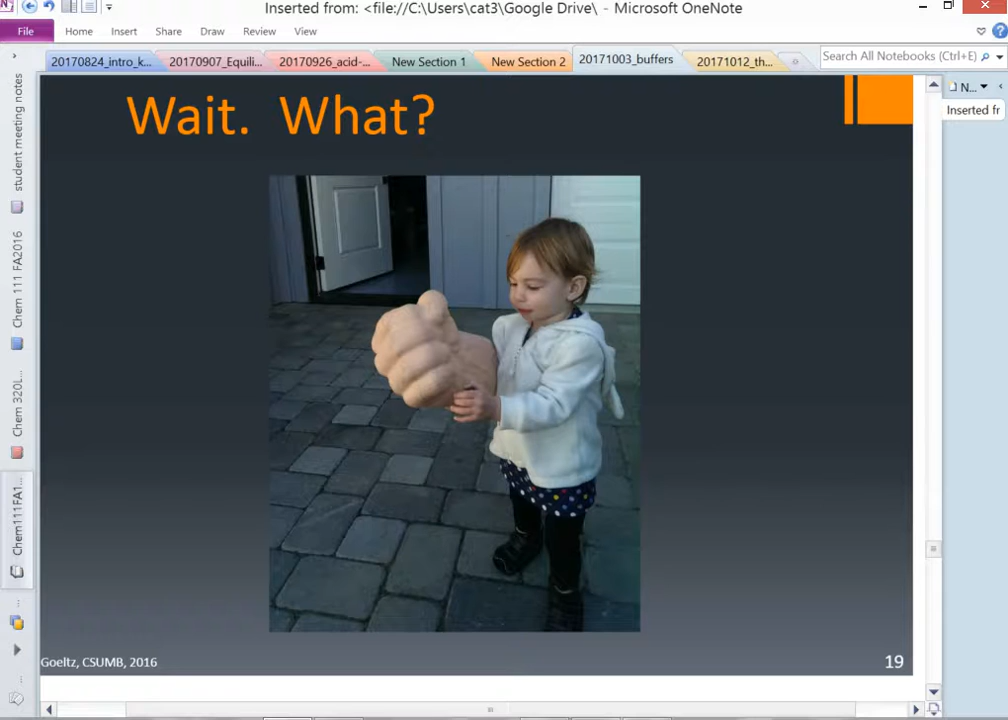 Inserted from: <file://C:\Users\cat3\Google Drive\ - Microsoft OneNote
File Home Insert Share Draw Review View
20170824_intro_k... 20170907_Equili... 20170926_acid-... New Section 1 New Section 2 20171003_buffers 20171012_th... Search All Notebooks (Ctrl+E)
N...
Inserted fr
student meeting notes
Chem 111 FA2016
Chem 320L...
Chem111FA1...
Wait. What?
Goeltz, CSUMB, 2016
19